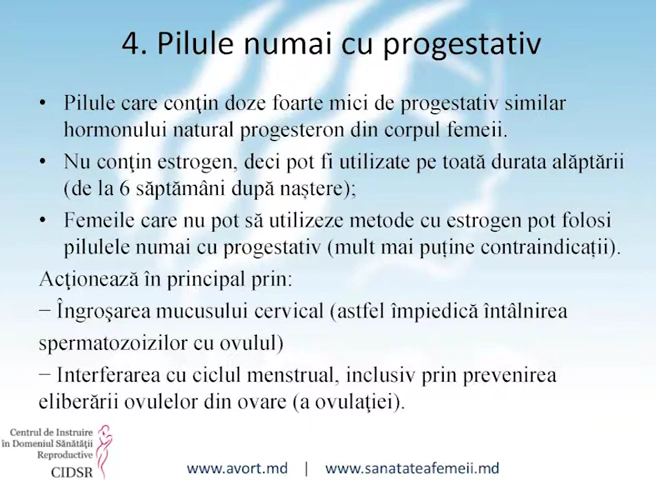 4. Pilule numai cu progestativ
• Pilule care conţin doze foarte mici de progestativ similar
hormonului natural progesteron din corpul femeii.
• Nu conţin estrogen, deci pot fi utilizate pe toată durata alăptării
(de la 6 săptămâni după naștere);
• Femeile care nu pot să utilizeze metode cu estrogen pot folosi
pilulele numai cu progestativ (mult mai puține contraindicații).
Acţionează în principal prin:
− Îngroşarea mucusului cervical (astfel împiedică întâlnirea
spermatozoizilor cu ovulul)
− Interferarea cu ciclul menstrual, inclusiv prin prevenirea
eliberării ovulelor din ovare (a ovulaţiei).
Centrul de Instruire
în Domeniul Sănătăţii
Reproductive
CIDSR
www.avort.md | www.sanatateafemeii.md